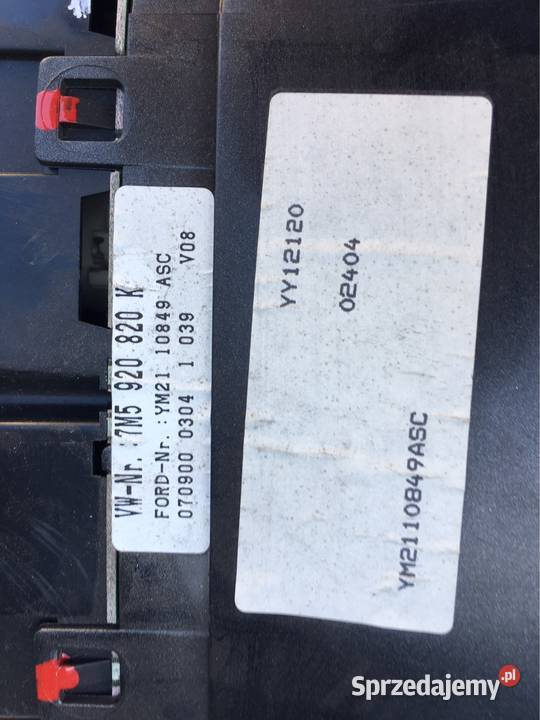 VW-Nr. :7M5 920 820 K
FORD-Nr. :YM21 10849 ASC
070900 0304 1 039 V08
YY12120
02404
YM2110849ASC
Sprzedajemy.pl